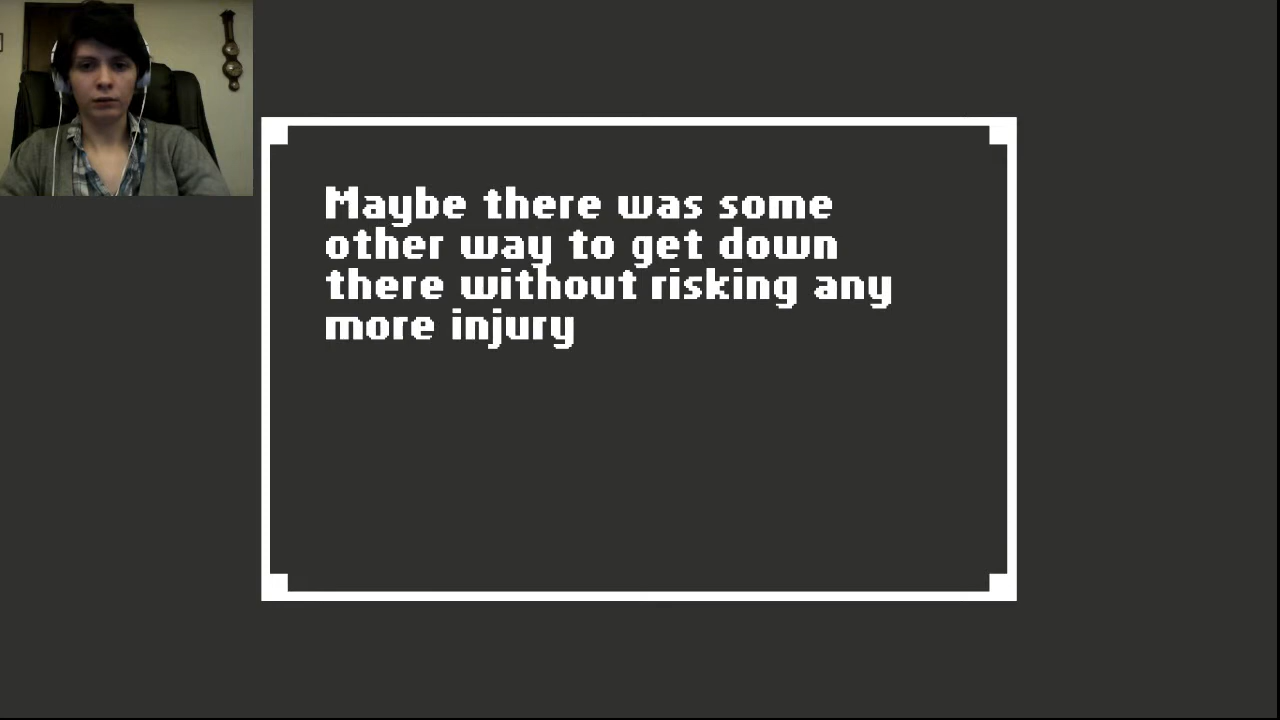 Maybe there was some
other way to get down
there without risking any
more injury